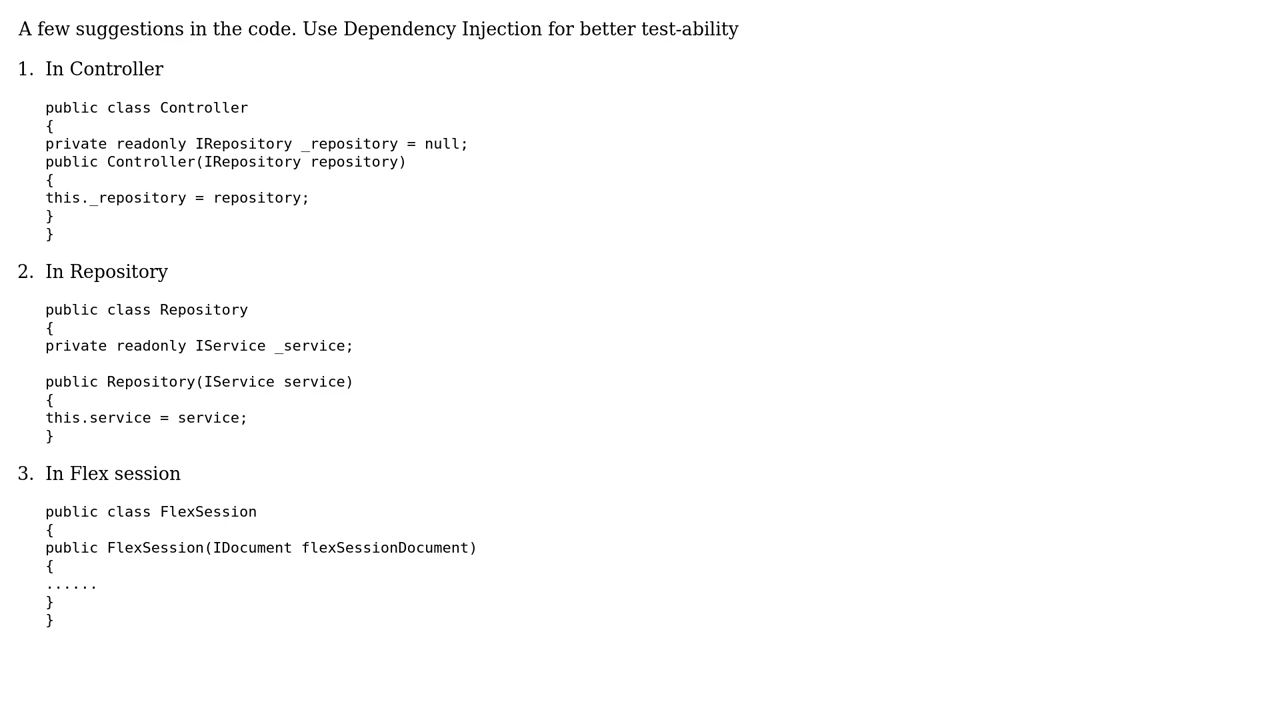 A few suggestions in the code. Use Dependency Injection for better test-ability
1. In Controller
public class Controller
{
private readonly IRepository _repository = null;
public Controller(IRepository repository)
{
this._repository = repository;
}
}
2. In Repository
public class Repository
{
private readonly IService _service;
public Repository(IService service)
{
this.service = service;
}
3. In Flex session
public class FlexSession
{
public FlexSession(IDocument flexSessionDocument)
{
......
}
}